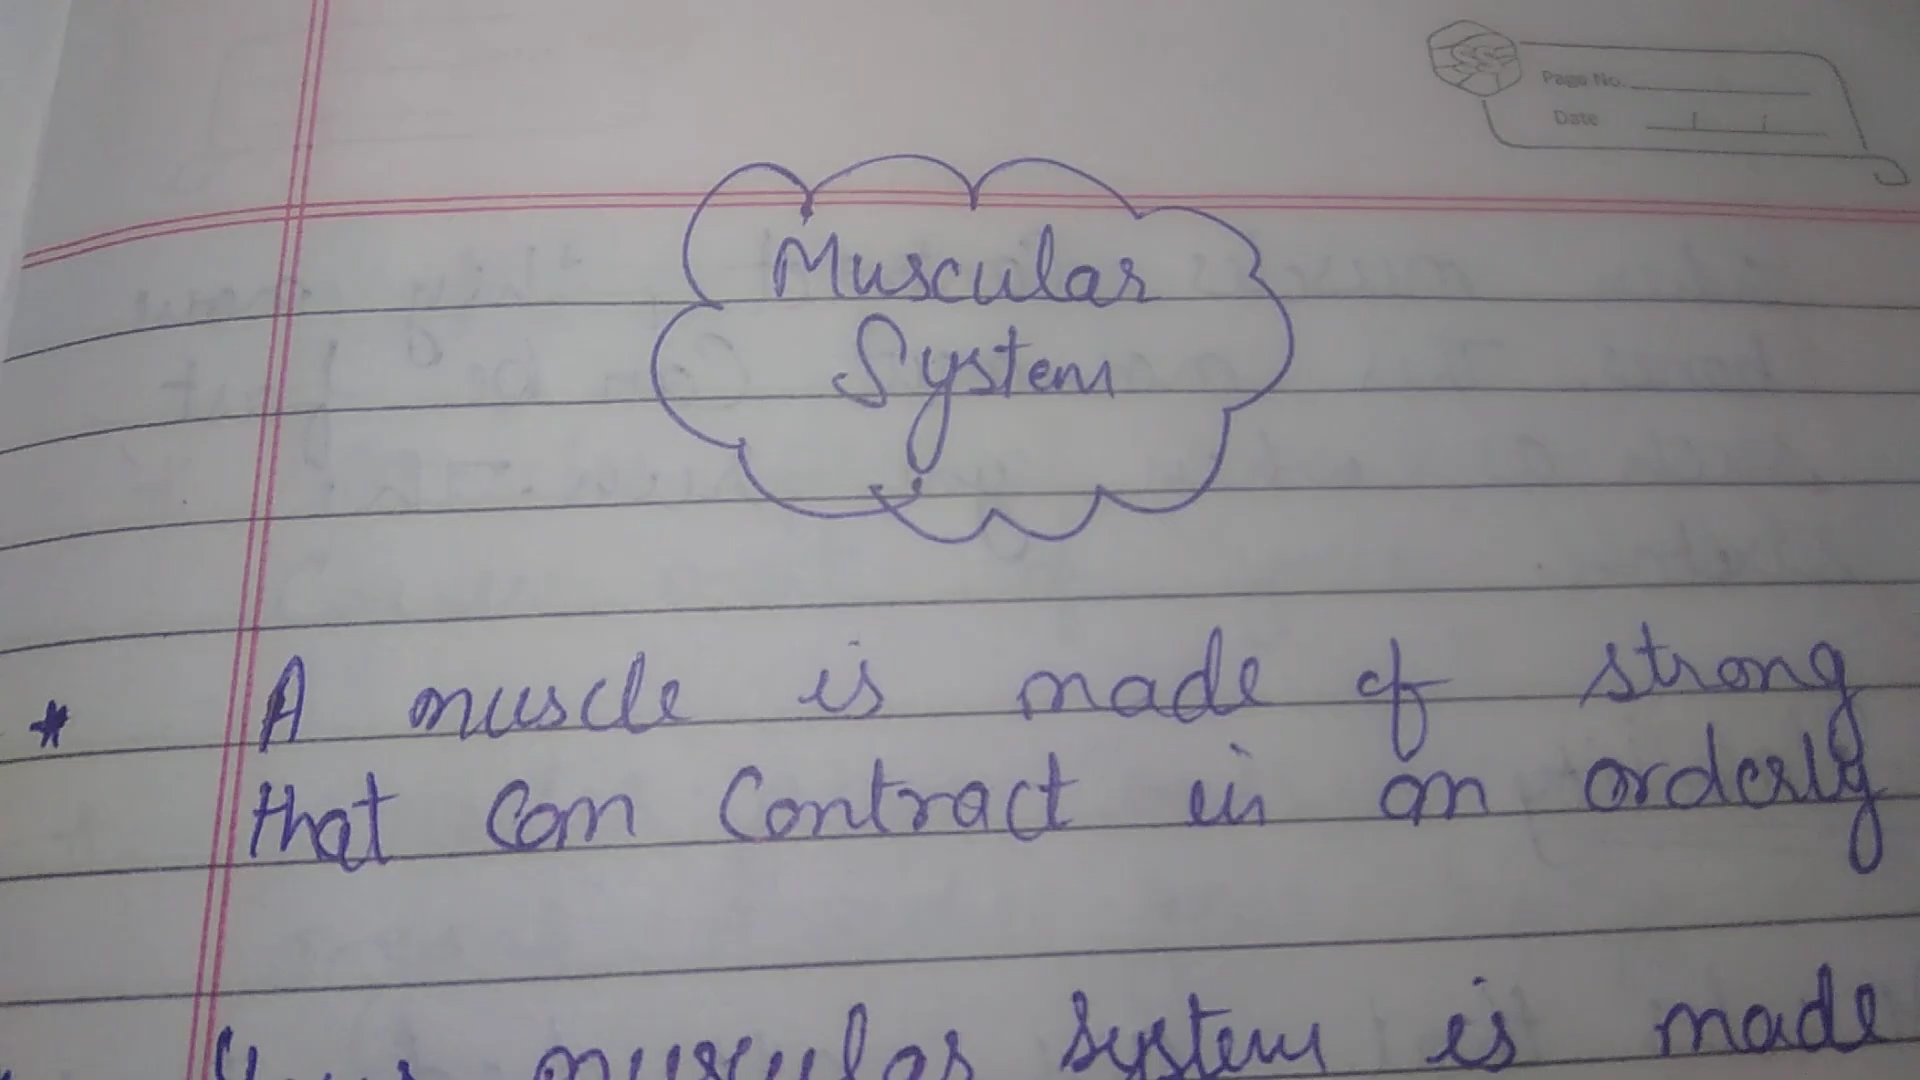 Page No.
Date
Muscular
System
* A muscle is made of strong
that can contract in an orderly
muscular system is made